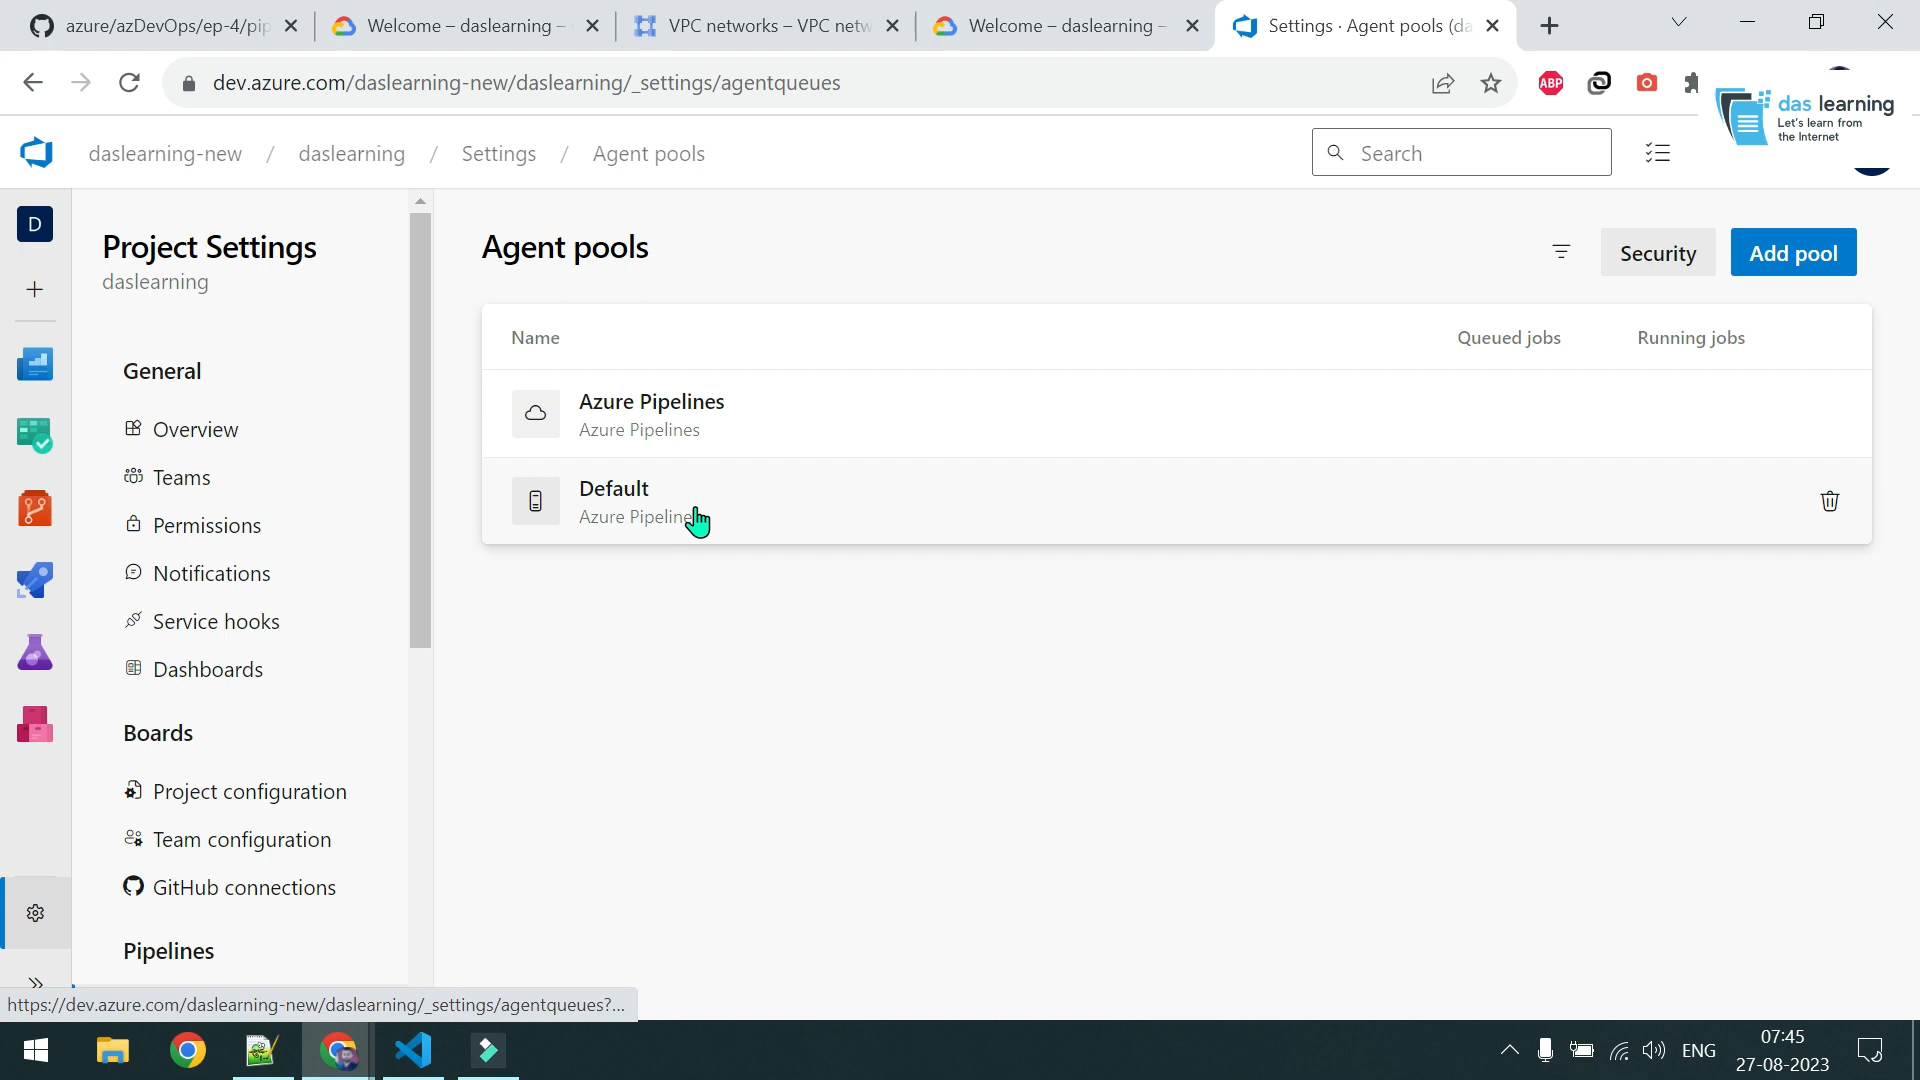 azure/azDevOps/ep-4/pip
Welcome – daslearning –
VPC networks – VPC netw
Welcome – daslearning –
Settings · Agent pools (da
dev.azure.com/daslearning-new/daslearning/_settings/agentqueues
ABP
das learning
Let's learn from
the Internet
daslearning-new / daslearning / Settings / Agent pools
Search
D
Project Settings
daslearning
General
Overview
Teams
Permissions
Notifications
Service hooks
Dashboards
Boards
Project configuration
Team configuration
GitHub connections
Pipelines
Agent pools
Security
Add pool
Name
Queued jobs
Running jobs
Azure Pipelines
Azure Pipelines
Default
Azure Pipeline
https://dev.azure.com/daslearning-new/daslearning/_settings/agentqueues?...
ENG
07:45
27-08-2023